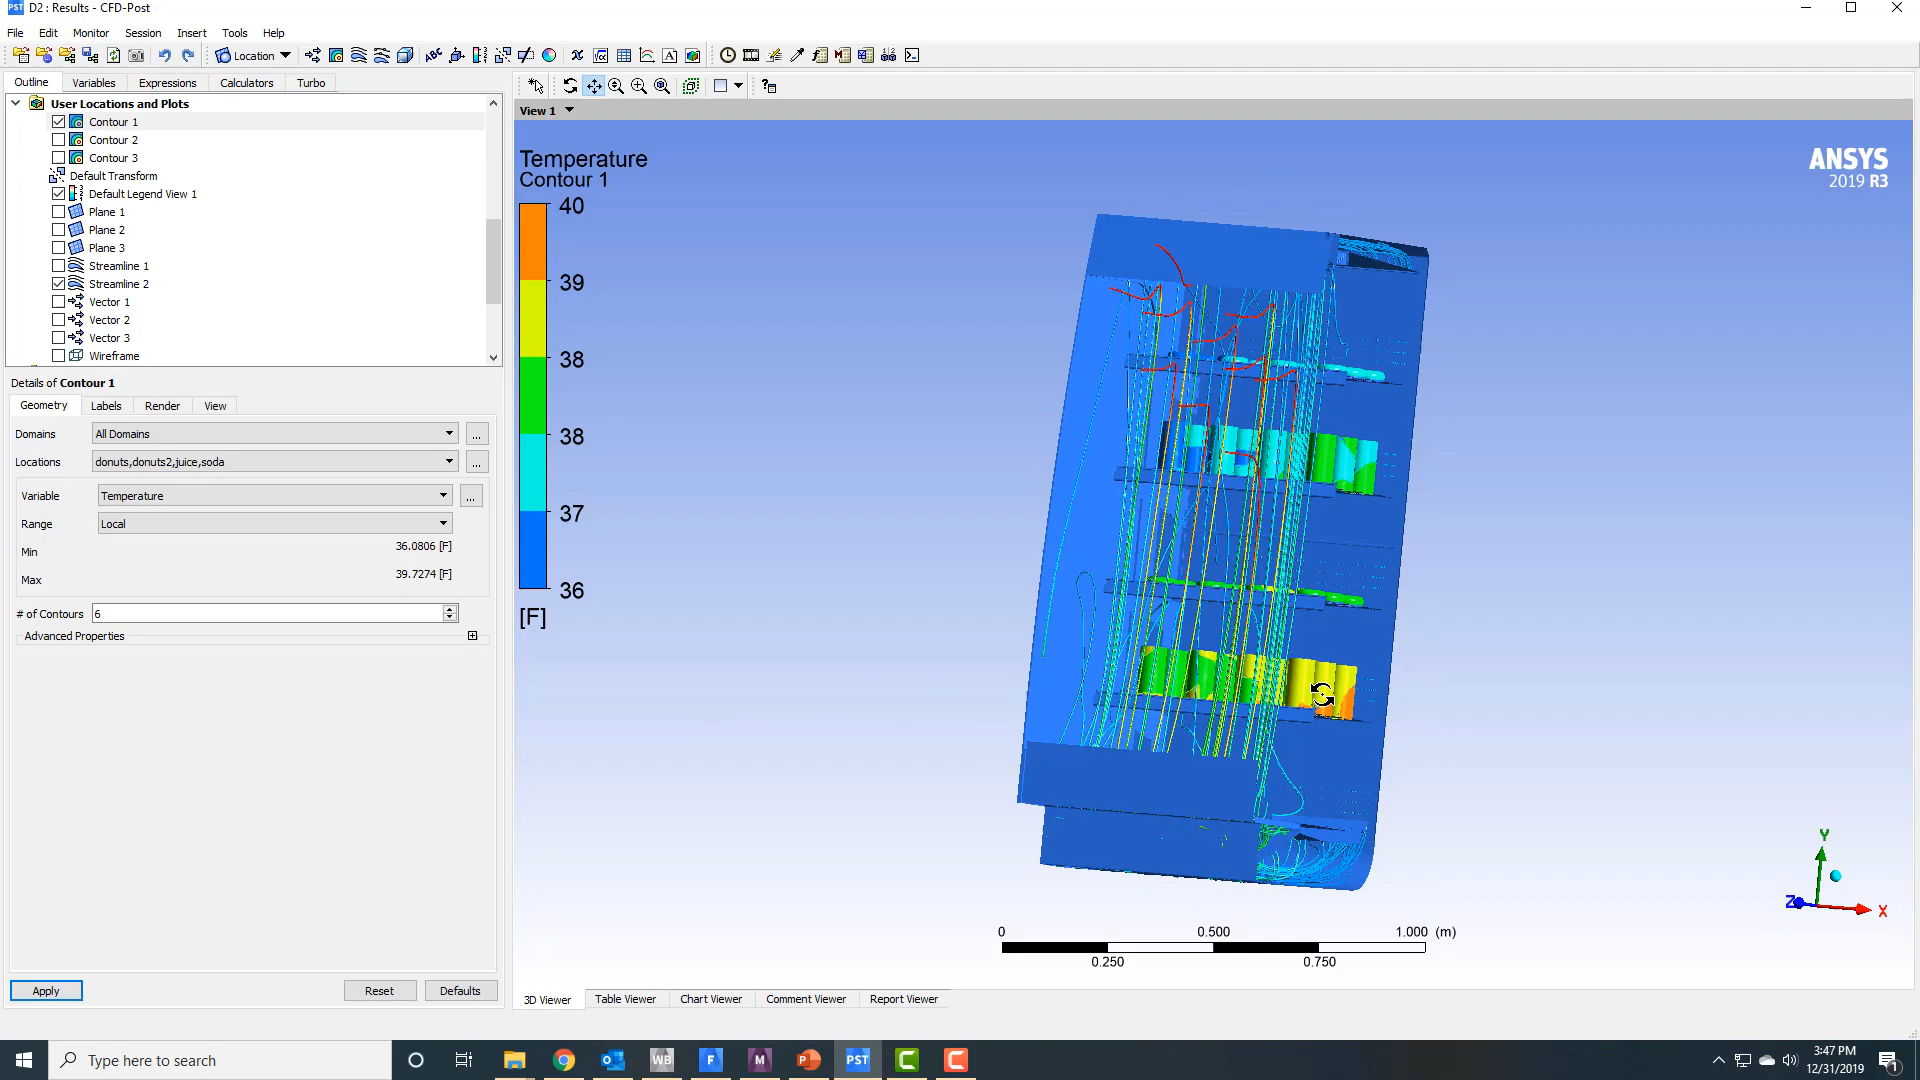 D2 : Results - CFD-Post
File Edit Monitor Session Insert Tools Help
Location
Outline Variables Expressions Calculators Turbo
User Locations and Plots
Contour 1
Contour 2
Contour 3
Default Transform
Default Legend View 1
Plane 1
Plane 2
Plane 3
Streamline 1
Streamline 2
Vector 1
Vector 2
Vector 3
Wireframe
Details of Contour 1
Geometry Labels Render View
Domains All Domains ...
Locations donuts,donuts2,juice,soda ...
Variable Temperature ...
Range Local
Min 36.0806 [F]
Max 39.7274 [F]
# of Contours 6
Advanced Properties
Apply Reset Defaults
View 1
Temperature
Contour 1
40
39
38
38
37
36
[F]
ANSYS
2019 R3
Y
Z X
0 0.500 1.000 (m)
0.250 0.750
3D Viewer Table Viewer Chart Viewer Comment Viewer Report Viewer
Type here to search
WB F M P PST C C
3:47 PM
12/31/2019
1